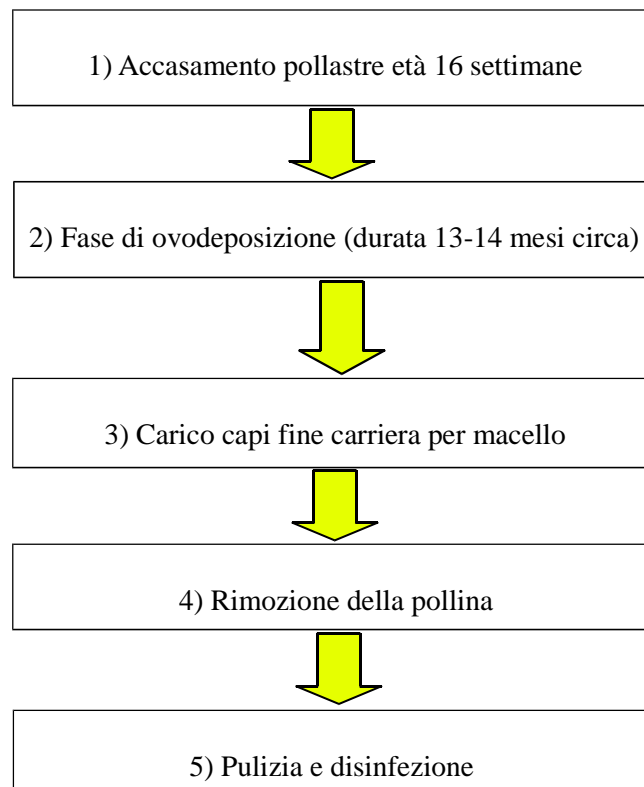 1) Accasamento pollastre età 16 settimane
2) Fase di ovodeposizione (durata 13-14 mesi circa)
3) Carico capi fine carriera per macello
4) Rimozione della pollina
5) Pulizia e disinfezione